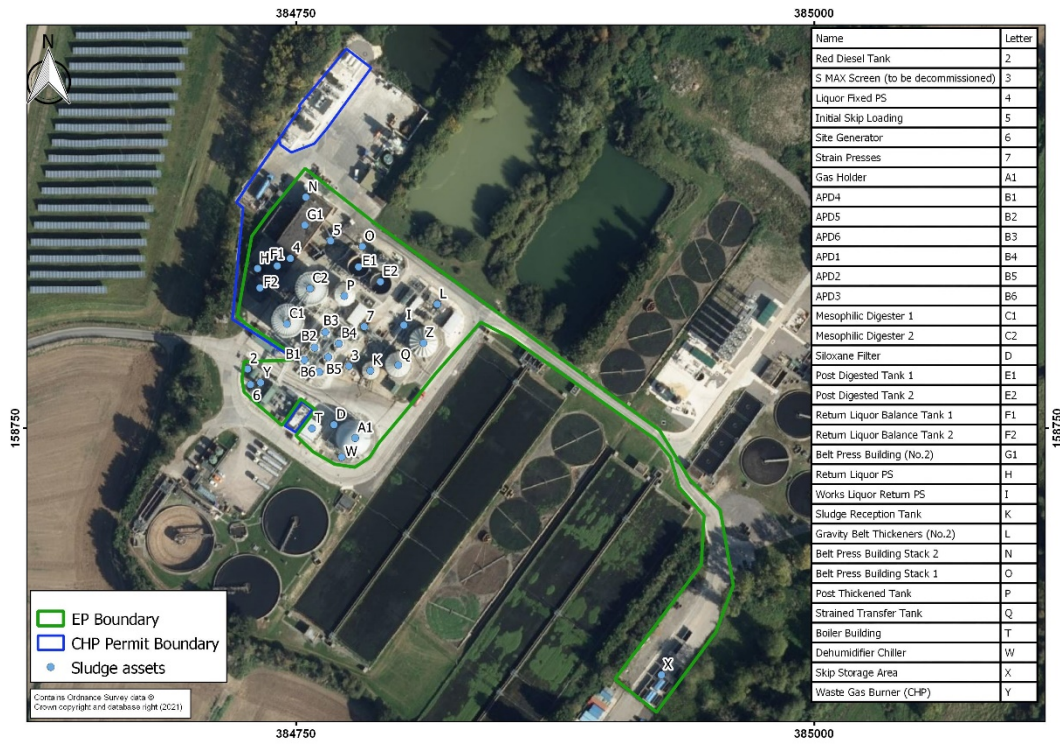 384750 385000
N
158750
158750
N
G1
5
O
4
F1
H
E1
E2
F2
C2
P
L
7
I
C1
B3
Z
B2
B4
B1
3
Q
B5
K
B6
2
Y
6
T
D
A1
W
X
Name Letter
Red Diesel Tank 2
S MAX Screen (to be decommissioned) 3
Liquor Fixed PS 4
Initial Skip Loading 5
Site Generator 6
Strain Presses 7
Gas Holder A1
APD4 B1
APD5 B2
APD6 B3
APD1 B4
APD2 B5
APD3 B6
Mesophilic Digester 1 C1
Mesophilic Digester 2 C2
Siloxane Filter D
Post Digested Tank 1 E1
Post Digested Tank 2 E2
Return Liquor Balance Tank 1 F1
Return Liquor Balance Tank 2 F2
Belt Press Building (No.2) G1
Return Liquor PS H
Works Liquor Return PS I
Sludge Reception Tank K
Gravity Belt Thickeners (No.2) L
Belt Press Building Stack 2 N
Belt Press Building Stack 1 O
Post Thickened Tank P
Strained Transfer Tank Q
Boiler Building T
Dehumidifier Chiller W
Skip Storage Area X
Waste Gas Burner (CHP) Y
EP Boundary
CHP Permit Boundary
Sludge assets
Contains Ordnance Survey data ©
Crown copyright and database right (2021)
384750 385000